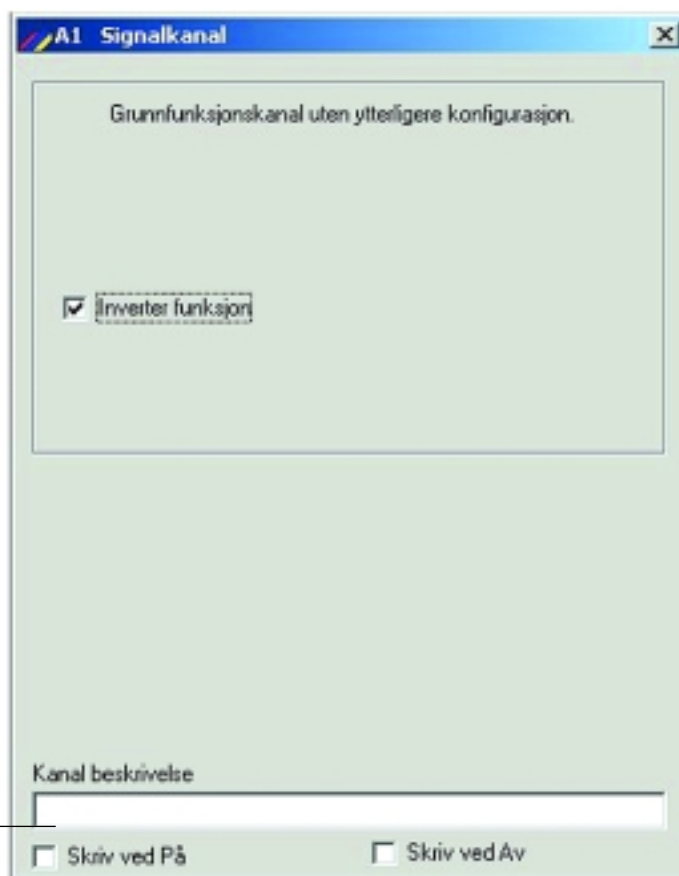 A1 Signalkanal
Grunnfunksjonskanal uten ytterligere konfigurasjon.
Inverter funksjon
Kanal beskrivelse
Skriv ved På Skriv ved Av